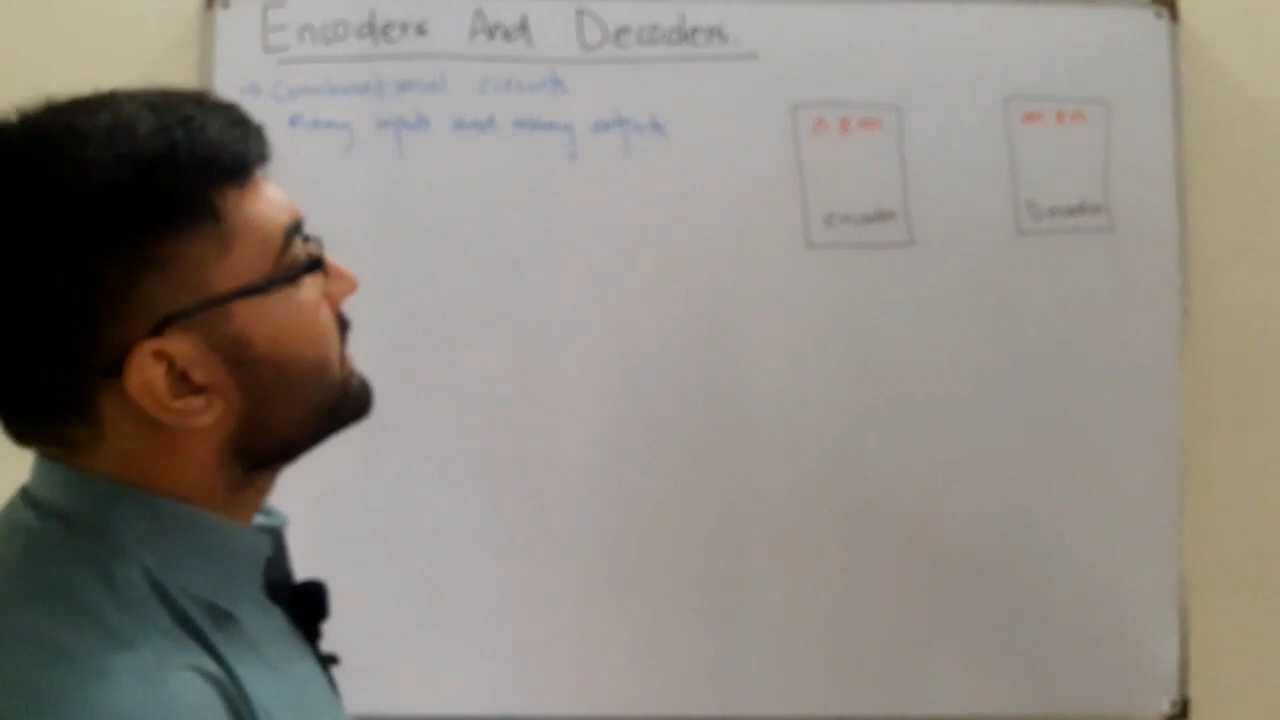 Encoders And Decoders
→ Combinational circuits
Many inputs and many outputs
n x m
m x n
encoder
Decoder